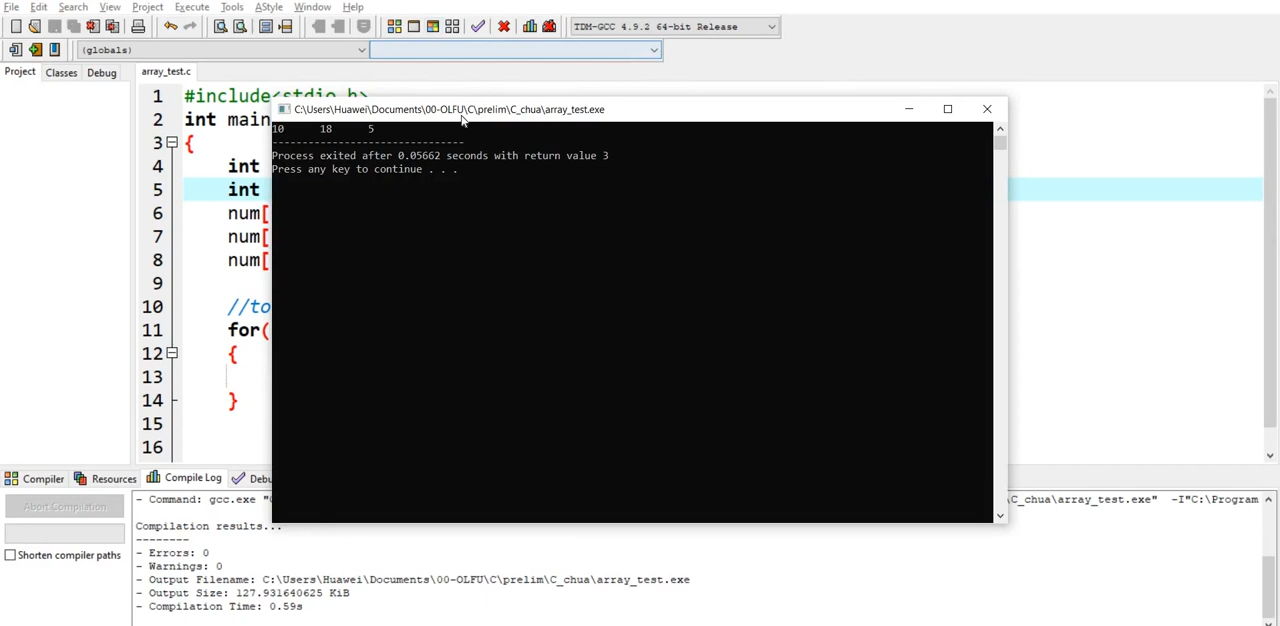 File Edit Search View Project Execute Tools AStyle Window Help
TDM-GCC 4.9.2 64-bit Release
(globals)
Project Classes Debug array_test.c
1 #include<stdio.h>
2 int main
3 {
4 int
5 int
6 num[
7 num[
8 num[
9
10 //to
11 for(
12 {
13
14 }
15
16
C:\Users\Huawei\Documents\00-OLFU\C\prelim\C_chua\array_test.exe
10 18 5
--------------------------------
Process exited after 0.05662 seconds with return value 3
Press any key to continue . . .
Compiler Resources Compile Log Debu
Abort Compilation
Shorten compiler paths
- Command: gcc.exe "C C_chua\array_test.exe" -I"C:\Program
Compilation results...
--------
- Errors: 0
- Warnings: 0
- Output Filename: C:\Users\Huawei\Documents\00-OLFU\C\prelim\C_chua\array_test.exe
- Output Size: 127.931640625 KiB
- Compilation Time: 0.59s